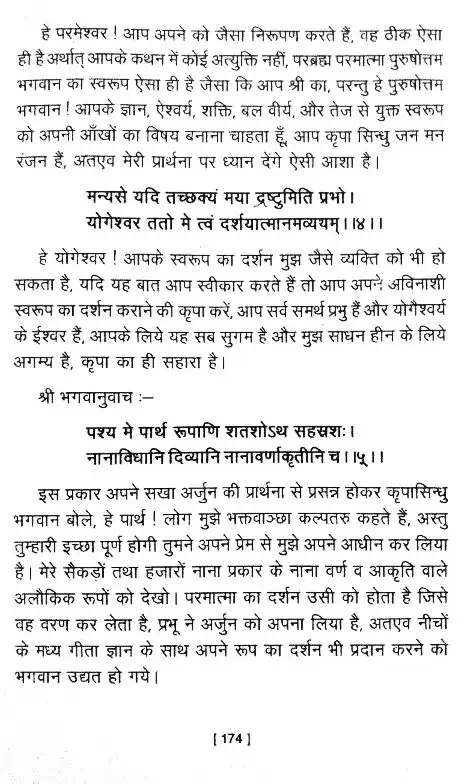 हे परमेश्वर ! आप अपने को जैसा निरूपण करते हैं, वह ठीक ऐसा
ही है अर्थात् आपके कथन में कोई अत्युक्ति नहीं, परब्रह्म परमात्मा पुरुषोत्तम
भगवान का स्वरूप ऐसा ही है जैसा कि आप श्री का, परन्तु हे पुरुषोत्तम
भगवान ! आपके ज्ञान, ऐश्वर्य, शक्ति, बल वीर्य, और तेज से युक्त स्वरूप
को अपनी आँखों का विषय बनाना चाहता हूँ, आप कृपा सिन्धु जन मन
रंजन हैं, अतएव मेरी प्रार्थना पर ध्यान देंगे ऐसी आशा है।
मन्यसे यदि तच्छक्यं मया द्रष्टुमिति प्रभो।
योगेश्वर ततो मे त्वं दर्शयात्मानमव्ययम्।।४।।
हे योगेश्वर ! आपके स्वरूप का दर्शन मुझ जैसे व्यक्ति को भी हो
सकता है, यदि यह बात आप स्वीकार करते हैं तो आप अपने अविनाशी
स्वरूप का दर्शन कराने की कृपा करें, आप सर्व समर्थ प्रभु हैं और योगैश्वर्य
के ईश्वर हैं, आपके लिये यह सब सुगम है और मुझ साधन हीन के लिये
अगम्य है, कृपा का ही सहारा है।
श्री भगवानुवाच :–
पश्य मे पार्थ रूपाणि शतशोऽथ सहस्रशः।
नानाविधानि दिव्यानि नानावर्णाकृतीनि च।।५।।
इस प्रकार अपने सखा अर्जुन की प्रार्थना से प्रसन्न होकर कृपासिन्धु
भगवान बोले, हे पार्थ ! लोग मुझे भक्तवाञ्छा कल्पतरु कहते हैं, अस्तु
तुम्हारी इच्छा पूर्ण होगी तुमने अपने प्रेम से मुझे अपने आधीन कर लिया
है। मेरे सैकड़ों तथा हजारों नाना प्रकार के नाना वर्ण व आकृति वाले
अलौकिक रूपों को देखो। परमात्मा का दर्शन उसी को होता है जिसे
वह वरण कर लेता है, प्रभू ने अर्जुन को अपना लिया है, अतएव नीचों
के मध्य गीता ज्ञान के साथ अपने रूप का दर्शन भी प्रदान करने को
भगवान उद्यत हो गये।
[ 174 ]